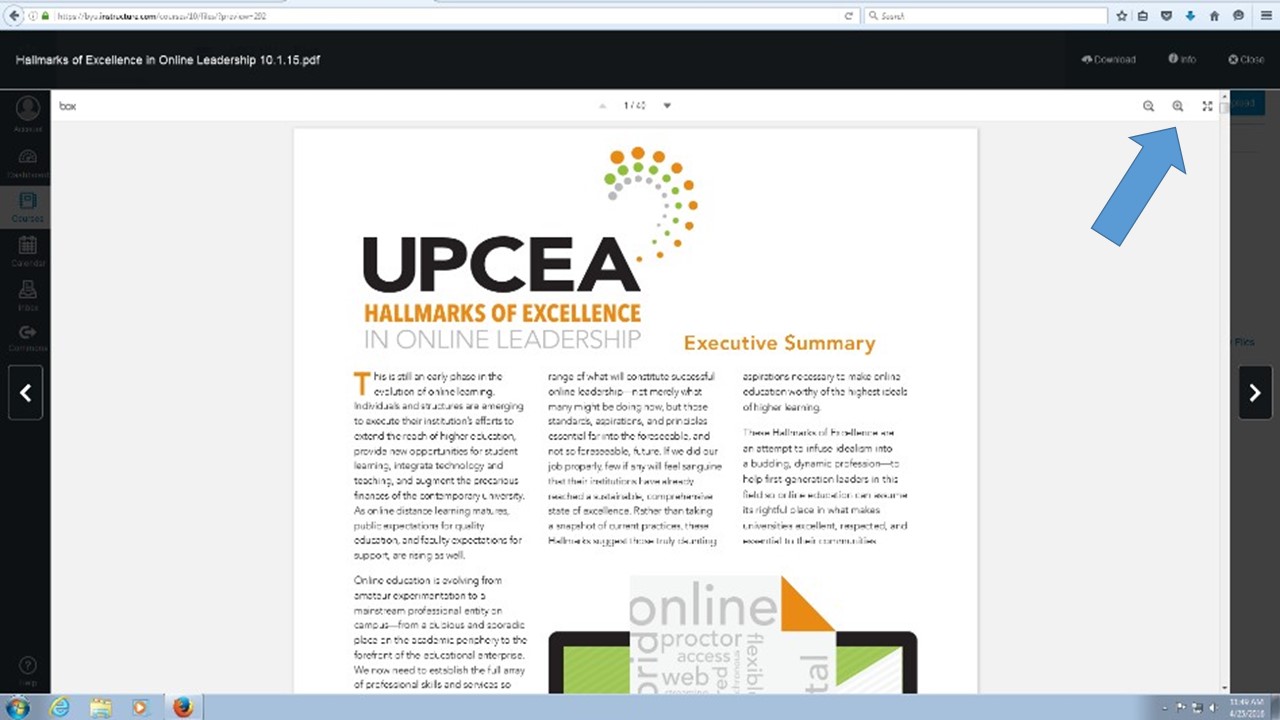 https://byu.instructure.com/courses/10/files/?preview=292
Search
Hallmarks of Excellence in Online Leadership 10.1.15.pdf
Download
Info
Close
box
1 / 40
Account
Dashboard
Courses
Calendar
Inbox
Commons
Help
Files
UPCEA
HALLMARKS OF EXCELLENCE
IN ONLINE LEADERSHIP
Executive Summary
This is still an early phase in the
evolution of online learning.
Individuals and structures are emerging
to execute their institution's efforts to
extend the reach of higher education,
provide new opportunities for student
learning, integrate technology and
teaching, and augment the precarious
finances of the contemporary university.
As online distance learning matures,
public expectations for quality
education, and faculty expectations for
support, are rising as well.
Online education is evolving from
amateur experimentation to a
mainstream professional entity on
campus—from a dubious and sporadic
place on the academic periphery to the
forefront of the educational enterprise.
We now need to establish the full array
of professional skills and services so
range of what will constitute successful
online leadership—not merely what
many might be doing now, but those
standards, aspirations, and principles
essential for into the foreseeable, and
not so foreseeable, future. If we did our
job properly, few if any will feel sanguine
that their institutions have already
reached a sustainable, comprehensive
state of excellence. Rather than taking
a snapshot of current practices, these
Hallmarks suggest those truly daunting
aspirations necessary to make online
education worthy of the highest ideals
of higher learning.
These Hallmarks of Excellence are
an attempt to infuse idealism into
a budding, dynamic profession—to
help first generation leaders in this
field so online education can assume
its rightful place in what makes
universities excellent, respected, and
essential to their communities
online
proctor
access
web
flexible
brid
tal
11:49 AM
4/25/2016